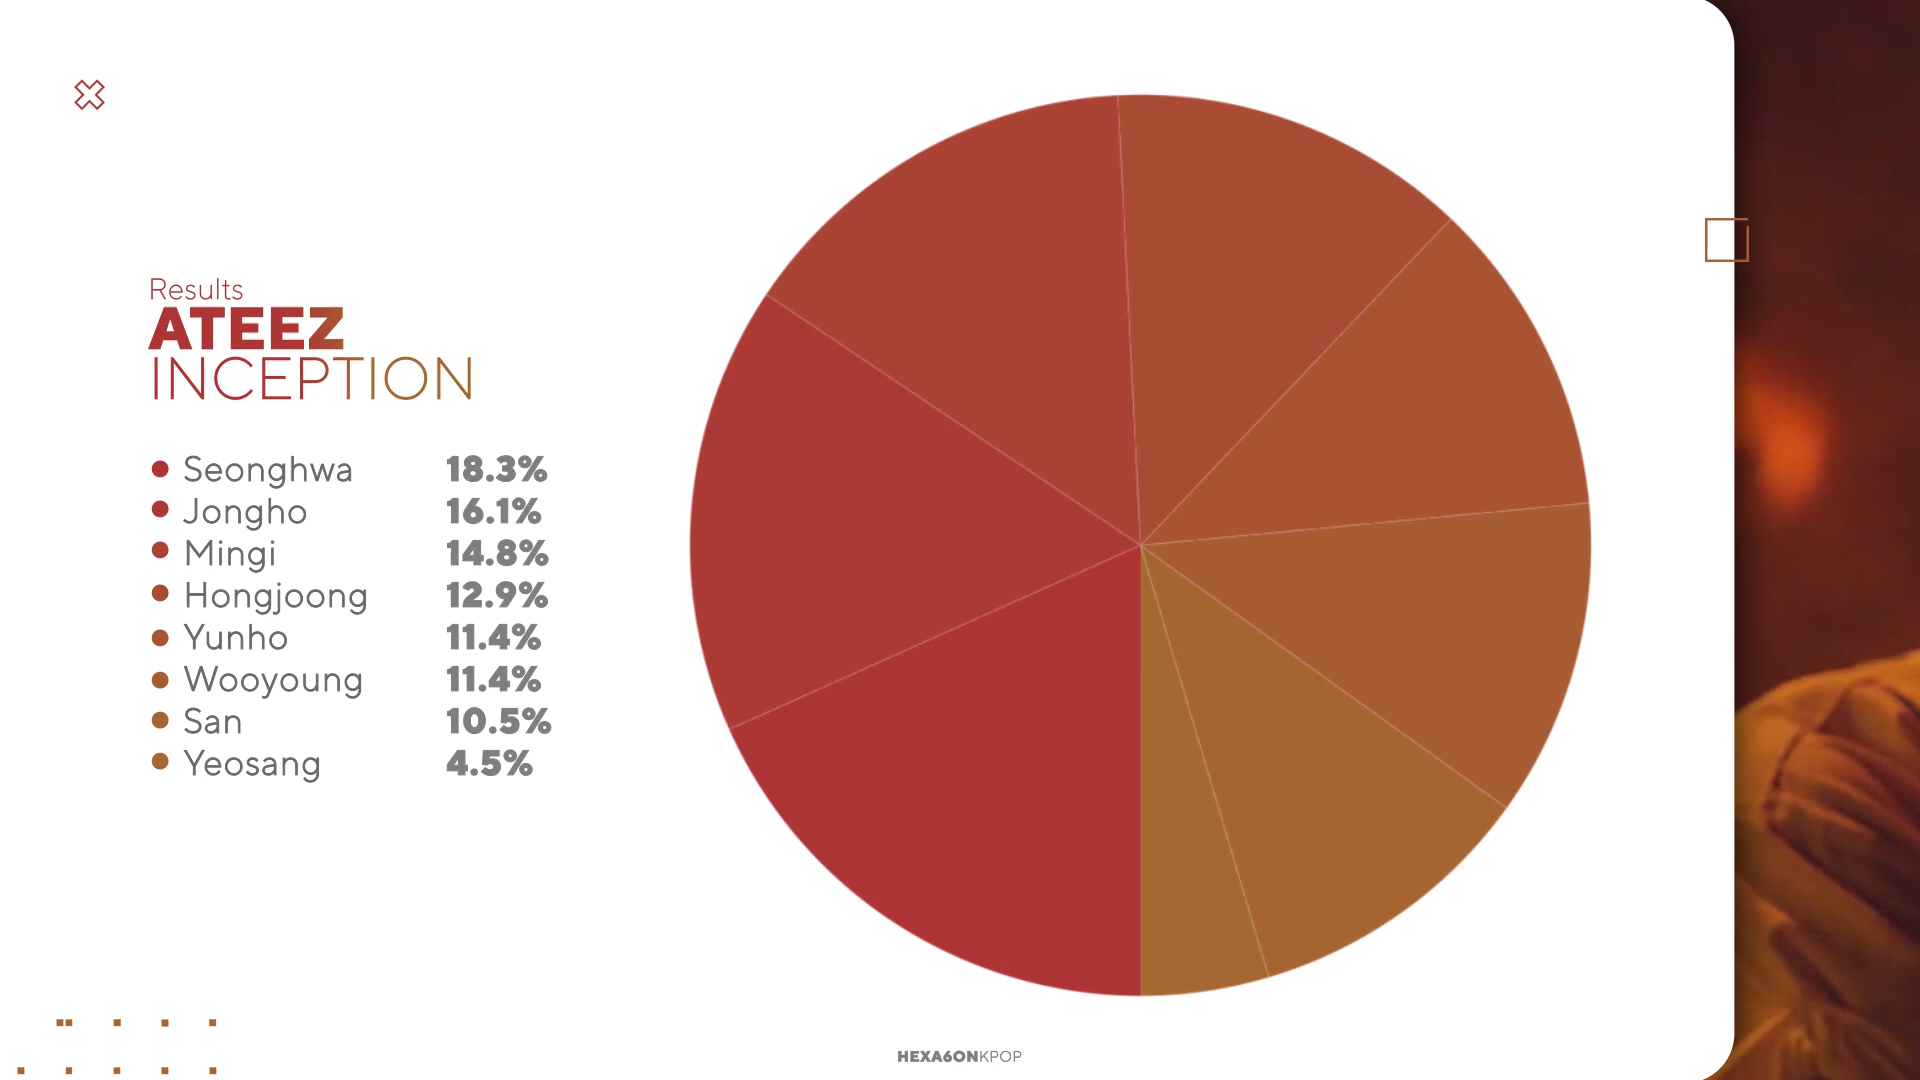 Results
ATEEZ
INCEPTION
Seonghwa 18.3%
Jongho 16.1%
Mingi 14.8%
Hongjoong 12.9%
Yunho 11.4%
Wooyoung 11.4%
San 10.5%
Yeosang 4.5%
HEXA6ONKPOP